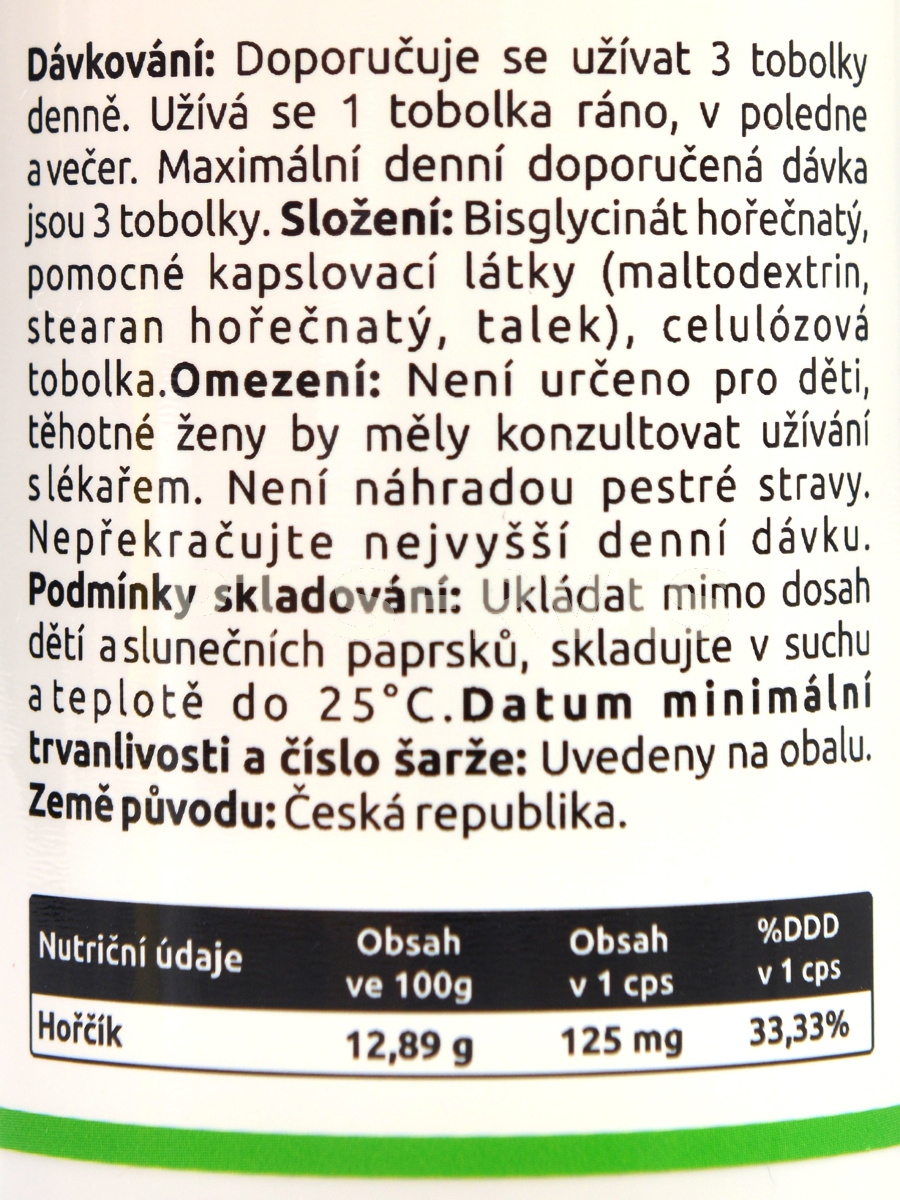 Dávkování: Doporučuje se užívat 3 tobolky
denně. Užívá se 1 tobolka ráno, v poledne
a večer. Maximální denní doporučená dávka
jsou 3 tobolky. Složení: Bisglycinát hořečnatý,
pomocné kapslovací látky (maltodextrin,
stearan hořečnatý, talek), celulózová
tobolka.Omezení: Není určeno pro děti,
těhotné ženy by měly konzultovat užívání
s lékařem. Není náhradou pestré stravy.
Nepřekračujte nejvyšší denní dávku.
Podmínky skladování: Ukládat mimo dosah
dětí a slunečních paprsků, skladujte v suchu
a teplotě do 25°C.Datum minimální
trvanlivosti a číslo šarže: Uvedeny na obalu.
Země původu: Česká republika.
Nutriční údaje Obsah ve 100g Obsah v 1 cps %DDD v 1 cps
Hořčík 12,89 g 125 mg 33,33%